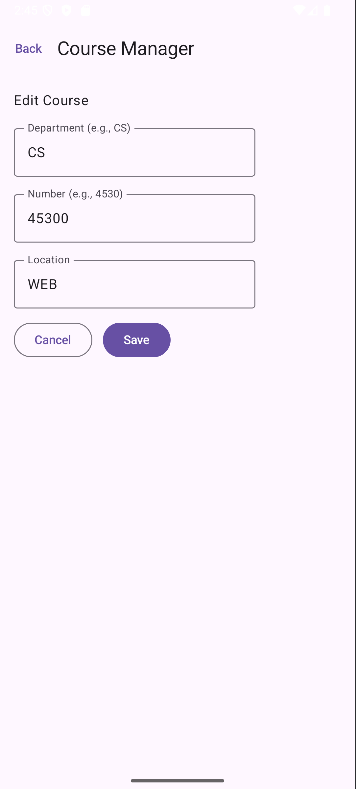 Back Course Manager
Edit Course
Department (e.g., CS)
CS
Number (e.g., 4530)
45300
Location
WEB
Cancel Save